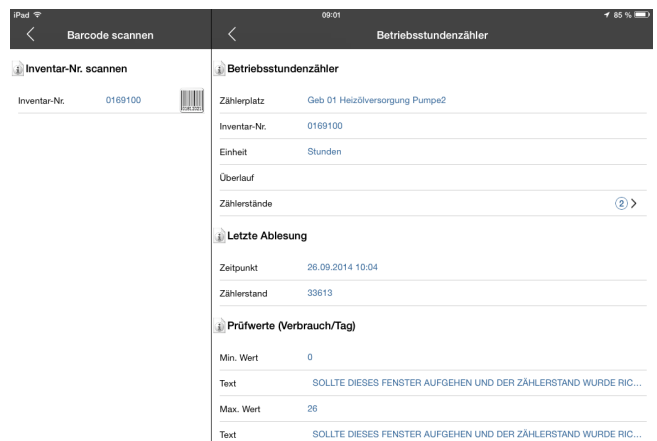 iPad 09:01 85 %
Barcode scannen
Inventar-Nr. scannen
Inventar-Nr. 0169100
Betriebsstundenzähler
Betriebsstundenzähler
Zählerplatz Geb 01 Heizölversorgung Pumpe2
Inventar-Nr. 0169100
Einheit Stunden
Überlauf
Zählerstände 2
Letzte Ablesung
Zeitpunkt 26.09.2014 10:04
Zählerstand 33613
Prüfwerte (Verbrauch/Tag)
Min. Wert 0
Text SOLLTE DIESES FENSTER AUFGEHEN UND DER ZÄHLERSTAND WURDE RIC...
Max. Wert 26
Text SOLLTE DIESES FENSTER AUFGEHEN UND DER ZÄHLERSTAND WURDE RIC...